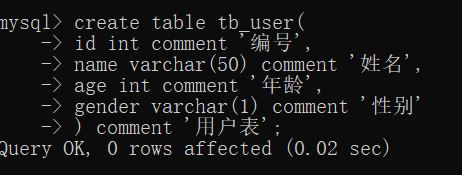 mysql> create table tb_user(
    -> id int comment '编号',
    -> name varchar(50) comment '姓名',
    -> age int comment '年龄',
    -> gender varchar(1) comment '性别'
    -> ) comment '用户表';
Query OK, 0 rows affected (0.02 sec)